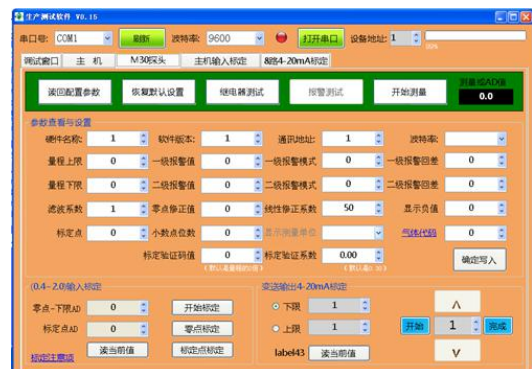 生产测试软件 V0.15
串口号: COM1 刷新 波特率: 9600 打开串口 设备地址: 1
调试窗口 主 机 M30探头 主机输入标定 8路4-20mA标定
读回配置参数 恢复默认设置 继电器测试 报警测试 开始测量 0.0
参数查看与设置
硬件名称: 1 软件版本: 1 通讯地址: 1 波特率:
量程上限 0 一级报警值 0 一级报警模式 0 一级报警回差 0
量程下限 0 二级报警值 0 二级报警模式 0 二级报警回差 0
滤波系数 1 零点修正值 0 线性修正系数 50 显示负值 0
标定点 0 小数点位数 0 显示测量单位 气体代码 0
标定验证码值 0 标定验证系数 0.00 确定写入
(0.4-2.0)输入标定 变送输出4-20mA标定
零点-下限AD 0 开始标定 下限 1
标定点AD 0 零点标定 上限 1 开始 1 完成
标定注意项 读当前值 标定点标定 label43 读当前值